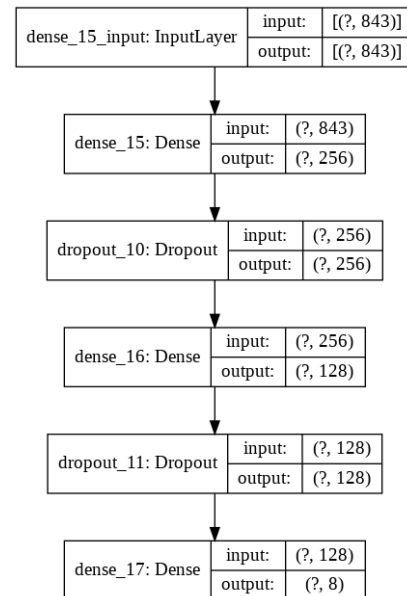 dense_15_input: InputLayer
input: [(?, 843)]
output: [(?, 843)]
dense_15: Dense
input: (?, 843)
output: (?, 256)
dropout_10: Dropout
input: (?, 256)
output: (?, 256)
dense_16: Dense
input: (?, 256)
output: (?, 128)
dropout_11: Dropout
input: (?, 128)
output: (?, 128)
dense_17: Dense
input: (?, 128)
output: (?, 8)